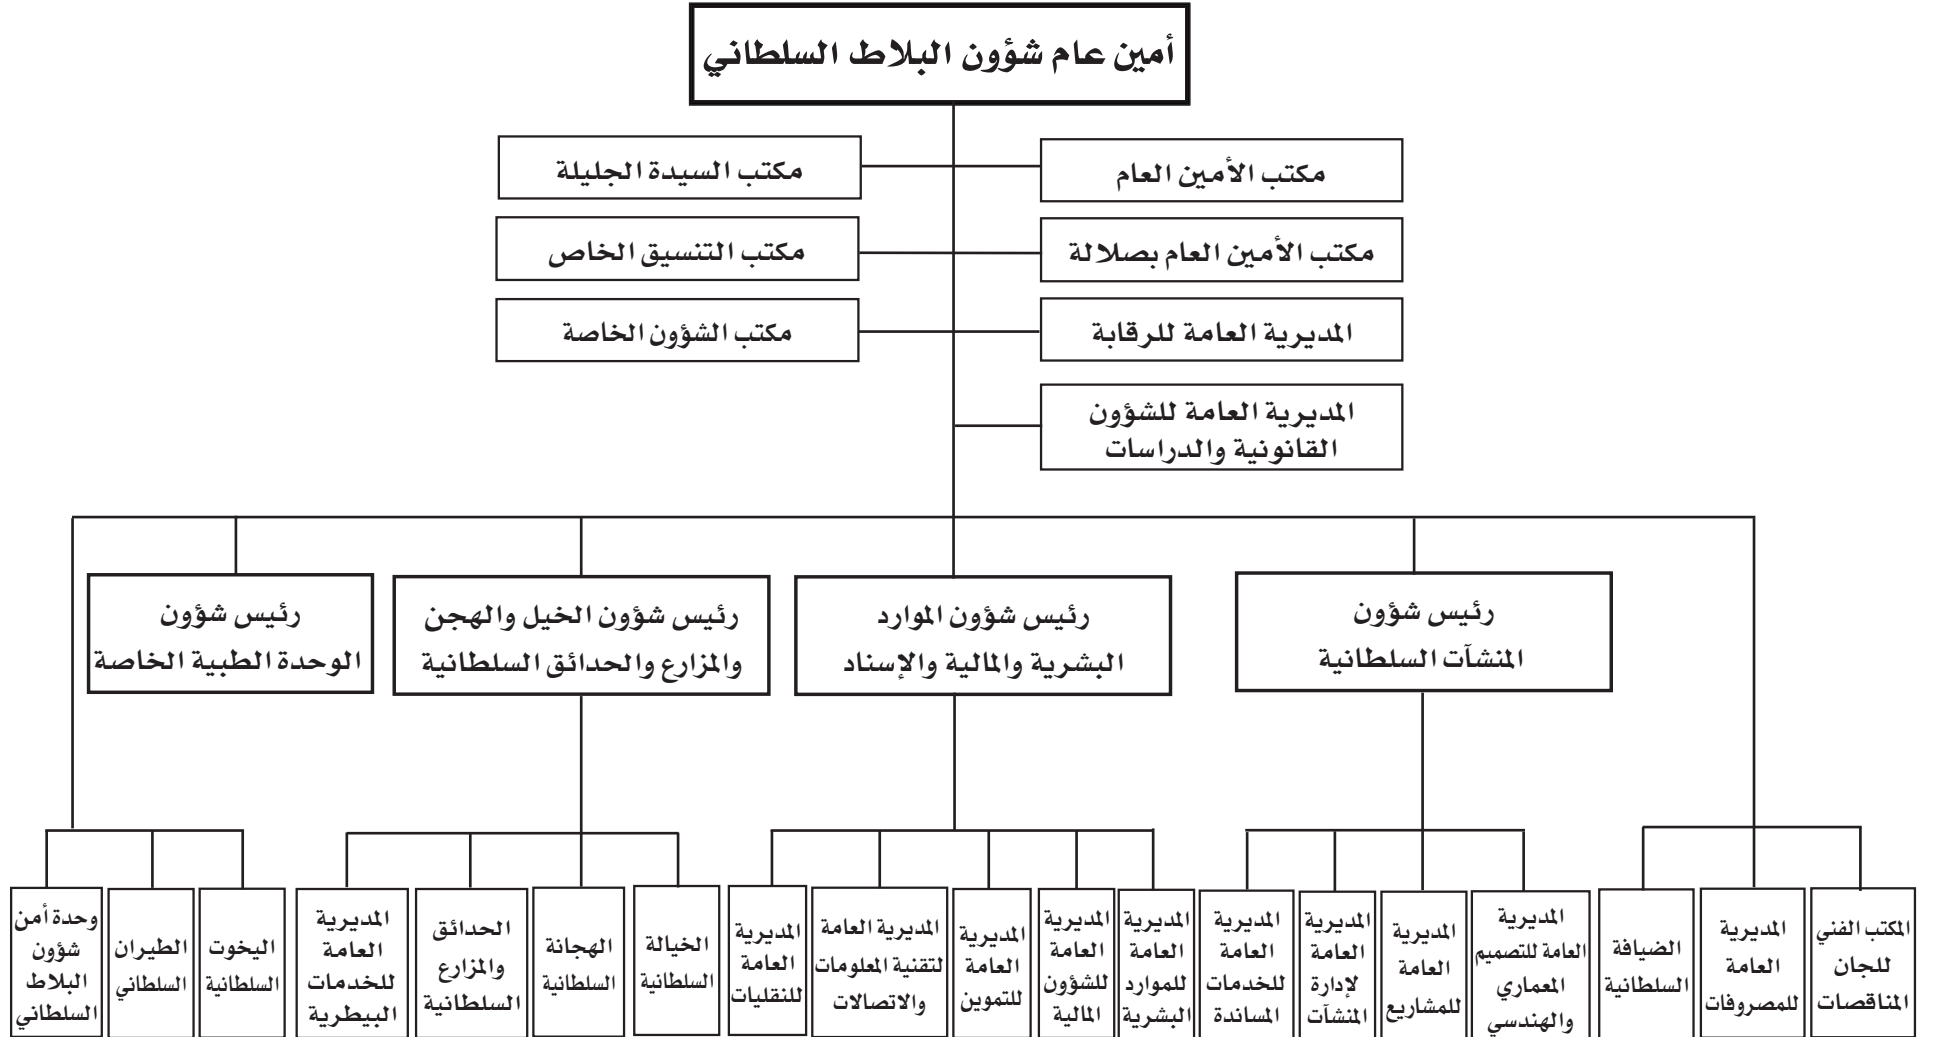 أمين عام شؤون البلاط السلطاني
مكتب الأمين العام
مكتب السيدة الجليلة
مكتب الأمين العام بصلالة
مكتب التنسيق الخاص
المديرية العامة للرقابة
مكتب الشؤون الخاصة
المديرية العامة للشؤون
القانونية والدراسات
رئيس شؤون
المنشآت السلطانية
رئيس شؤون الموارد
البشرية والمالية والإسناد
رئيس شؤون الخيل والهجن
والمزارع والحدائق السلطانية
رئيس شؤون
الوحدة الطبية الخاصة
المكتب الفني
للجان
المناقصات
المديرية
العامة
للمصروفات
الضيافة
السلطانية
المديرية
العامة للتصميم
المعماري
والهندسي
المديرية
العامة
للمشاريع
المديرية
العامة
لإدارة
المنشآت
المديرية
العامة
للخدمات
المساندة
المديرية
العامة
للموارد
البشرية
المديرية
العامة
للشؤون
المالية
المديرية
العامة
للتموين
المديرية العامة
لتقنية المعلومات
والاتصالات
المديرية
العامة
للنقليات
الخيالة
السلطانية
الهجانة
السلطانية
الحدائق
والمزارع
السلطانية
المديرية
العامة
للخدمات
البيطرية
اليخوت
السلطانية
الطيران
السلطاني
وحدة أمن
شؤون
البلاط
السلطاني